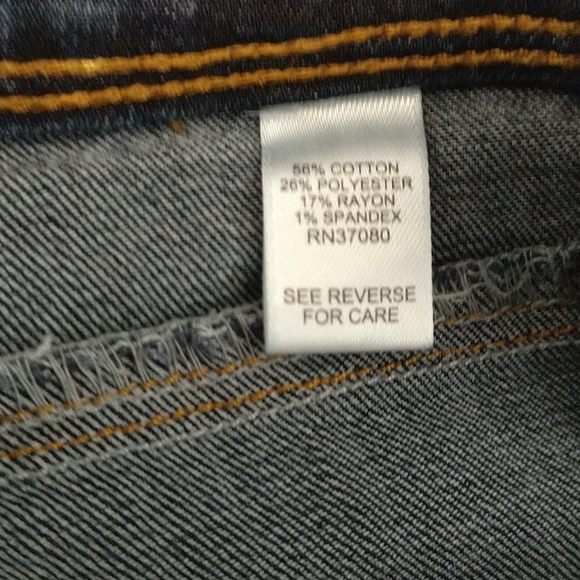 56% COTTON
26% POLYESTER
17% RAYON
1% SPANDEX
RN37080
SEE REVERSE
FOR CARE